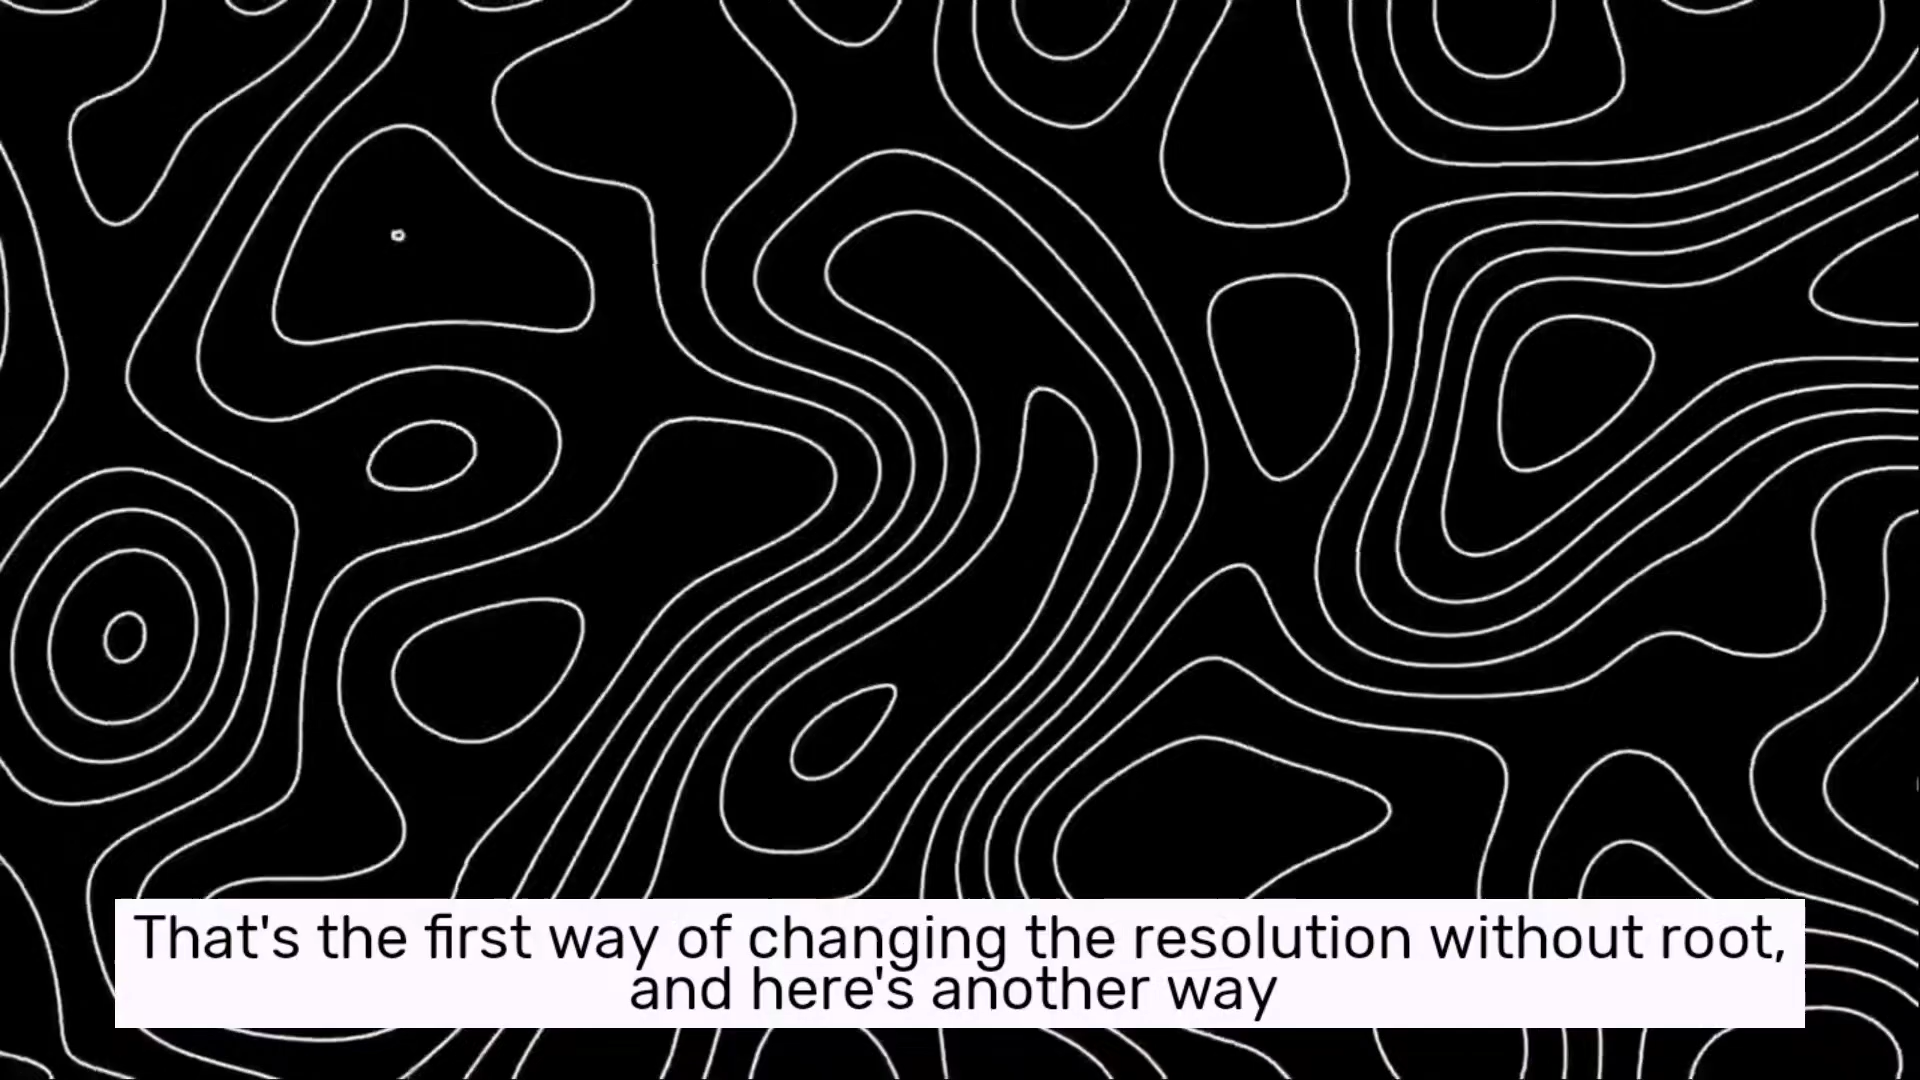 That's the first way of changing the resolution without root,
and here's another way